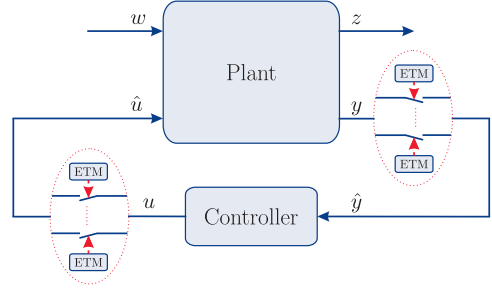 w
z
ETM
Plant
û
y
ETM
ETM
u
Controller
ŷ
ETM